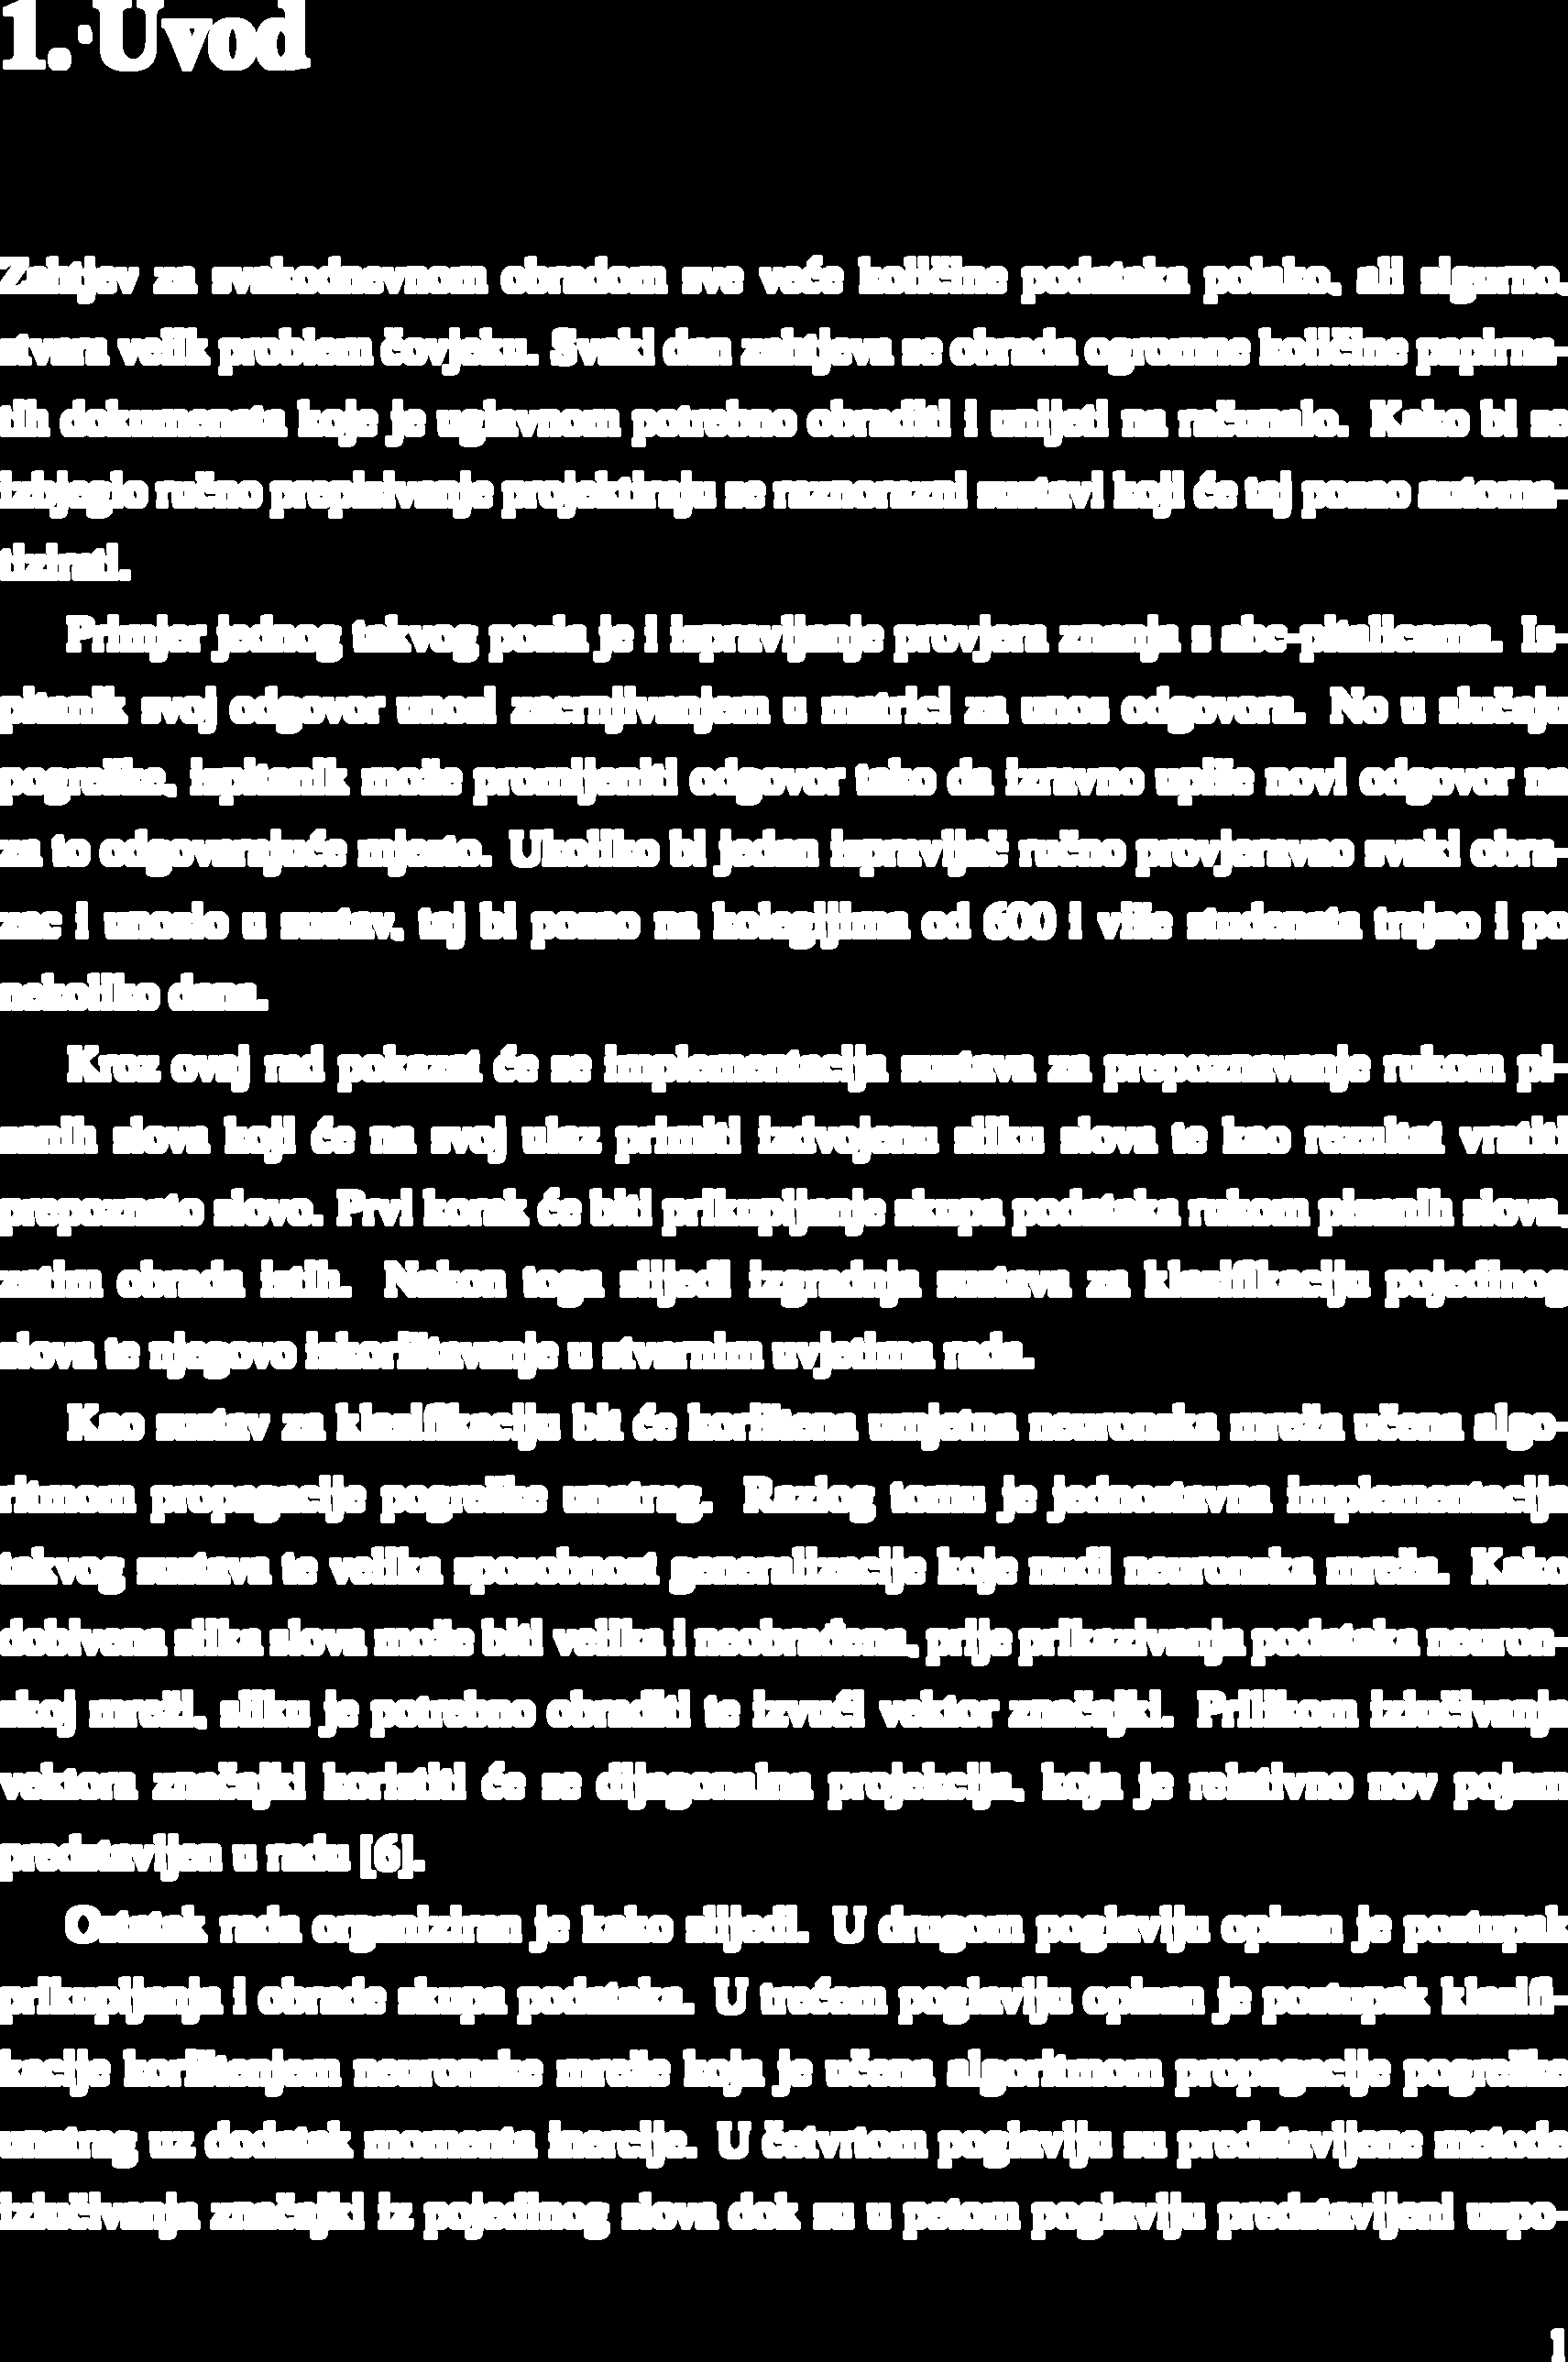 1. Uvod
Zahtjev za svakodnevnom obradom sve veće količine podataka polako, ali sigurno,
stvara velik problem čovjeku. Svaki dan zahtjeva se obrada ogromne količine papirna-
tih dokumenata koje je uglavnom potrebno obraditi i unijeti na računalo. Kako bi se
izbjeglo ručno prepisivanje projektiraju se raznorazni sustavi koji će taj posao automa-
tizirati.
Primjer jednog takvog posla je i ispravljanje provjera znanja s abc-pitalicama. Is-
pitanik svoj odgovor unosi zacrnjivanjem u matrici za unos odgovora. No u slučaju
pogreške, ispitanik može promijeniti odgovor tako da izravno upiše novi odgovor na
za to odgovarajuće mjesto. Ukoliko bi jedan ispravljač ručno provjeravao svaki obra-
zac i unosio u sustav, taj bi posao na kolegijima od 600 i više studenata trajao i po
nekoliko dana.
Kroz ovaj rad pokazat će se implementacija sustava za prepoznavanje rukom pi-
sanih slova koji će na svoj ulaz primiti izdvojenu sliku slova te kao rezultat vratiti
prepoznato slovo. Prvi korak će biti prikupljanje skupa podataka rukom pisanih slova,
zatim obrada istih. Nakon toga slijedi izgradnja sustava za klasifikaciju pojedinog
slova te njegovo iskorištavanje u stvarnim uvjetima rada.
Kao sustav za klasifikaciju bit će korištena umjetna neuronska mreža učena algo-
ritmom propagacije pogreške unatrag. Razlog tomu je jednostavna implementacija
takvog sustava te velika sposobnost generalizacije koje nudi neuronska mreža. Kako
dobivena slika slova može biti velika i neobrađena, prije prikazivanja podataka neuron-
skoj mreži, sliku je potrebno obraditi te izvući vektor značajki. Prilikom izlučivanja
vektora značajki koristiti će se dijagonalna projekcija, koja je relativno nov pojam
predstavljen u radu [6].
Ostatak rada organiziran je kako slijedi. U drugom poglavlju opisan je postupak
prikupljanja i obrade skupa podataka. U trećem poglavlju opisan je postupak klasifi-
kacije korištenjem neuronske mreže koja je učena algoritmom propagacije pogreške
unatrag uz dodatak momenta inercije. U četvrtom poglavlju su predstavljene metode
izlučivanja značajki iz pojedinog slova dok su u petom poglavlju predstavljeni uspo-
1